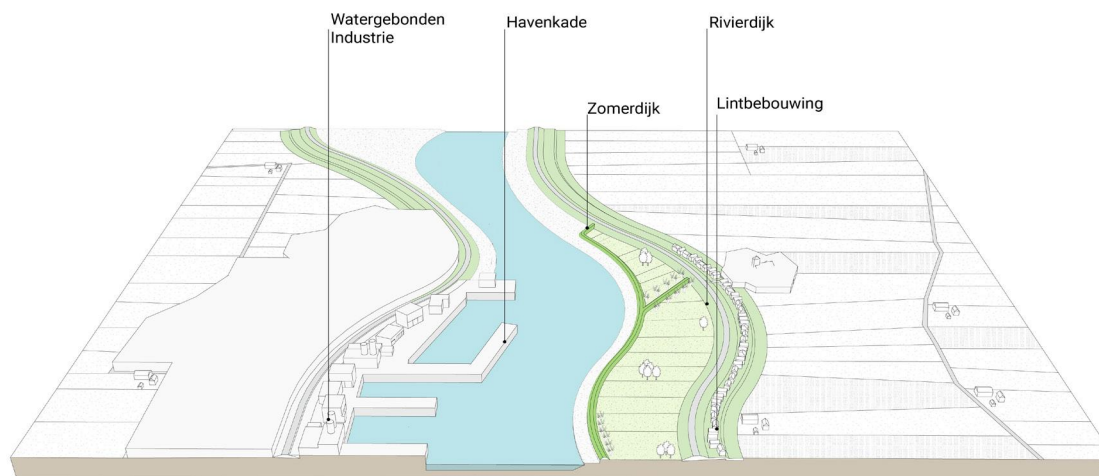 Watergebonden
Industrie
Havenkade
Rivierdijk
Zomerdijk
Lintbebouwing